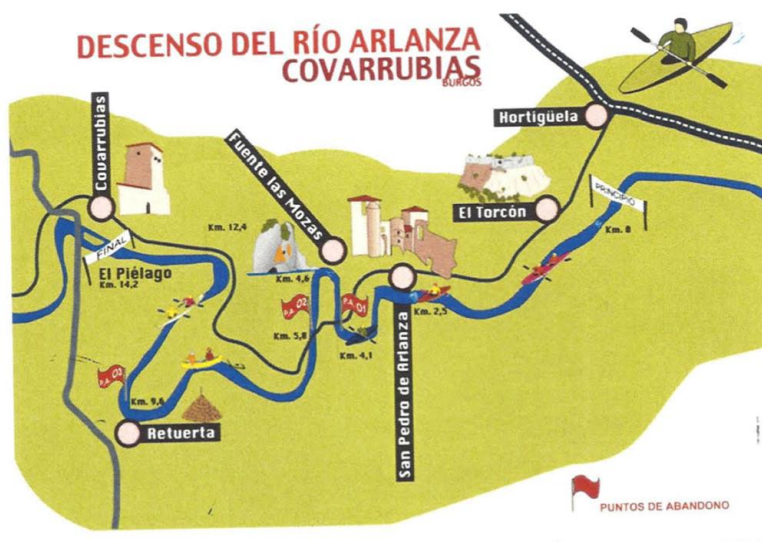 DESCENSO DEL RÍO ARLANZA
COVARRUBIAS
BURGOS
Hortigüela
Covarrubias
Fuente las Mozas
El Torcón
PRINCIPIO
Km. 0
Km. 12,4
FINAL
El Piélago
Km. 14,2
Km. 4,6
P.A. 02
P.A. 01
Km. 2,5
Km. 5,8
Km. 4,1
San Pedro de Arlanza
P.A. 03
Km. 9,6
Retuerta
PUNTOS DE ABANDONO